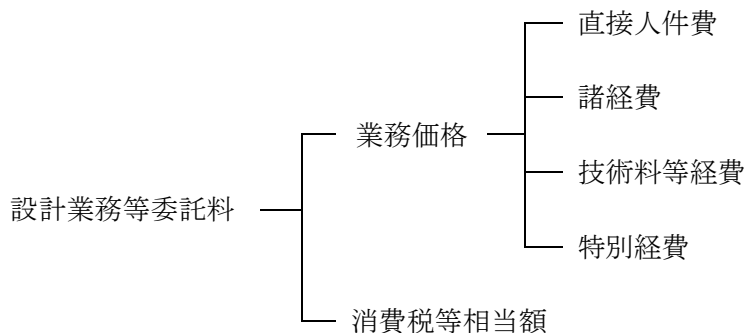 直接人件費
諸経費
業務価格
技術料等経費
設計業務等委託料
特別経費
消費税等相当額